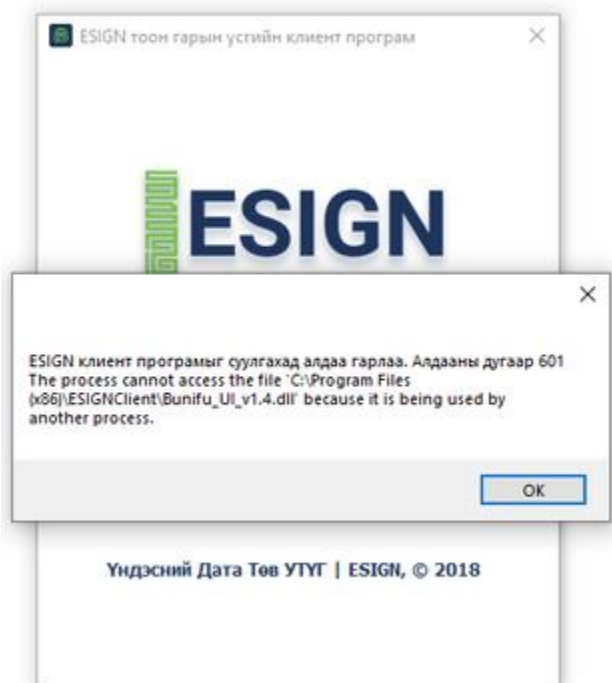 ESIGN тоон гарын үсгийн клиент програм
ESIGN
ESIGN клиент програмыг суулгахад алдаа гарлаа. Алдааны дугаар 601
The process cannot access the file 'C:\Program Files
(x86)\ESIGNClient\Bunifu_UI_v1.4.dll' because it is being used by
another process.
OK
Үндэсний Дата Төв УТҮГ | ESIGN, © 2018